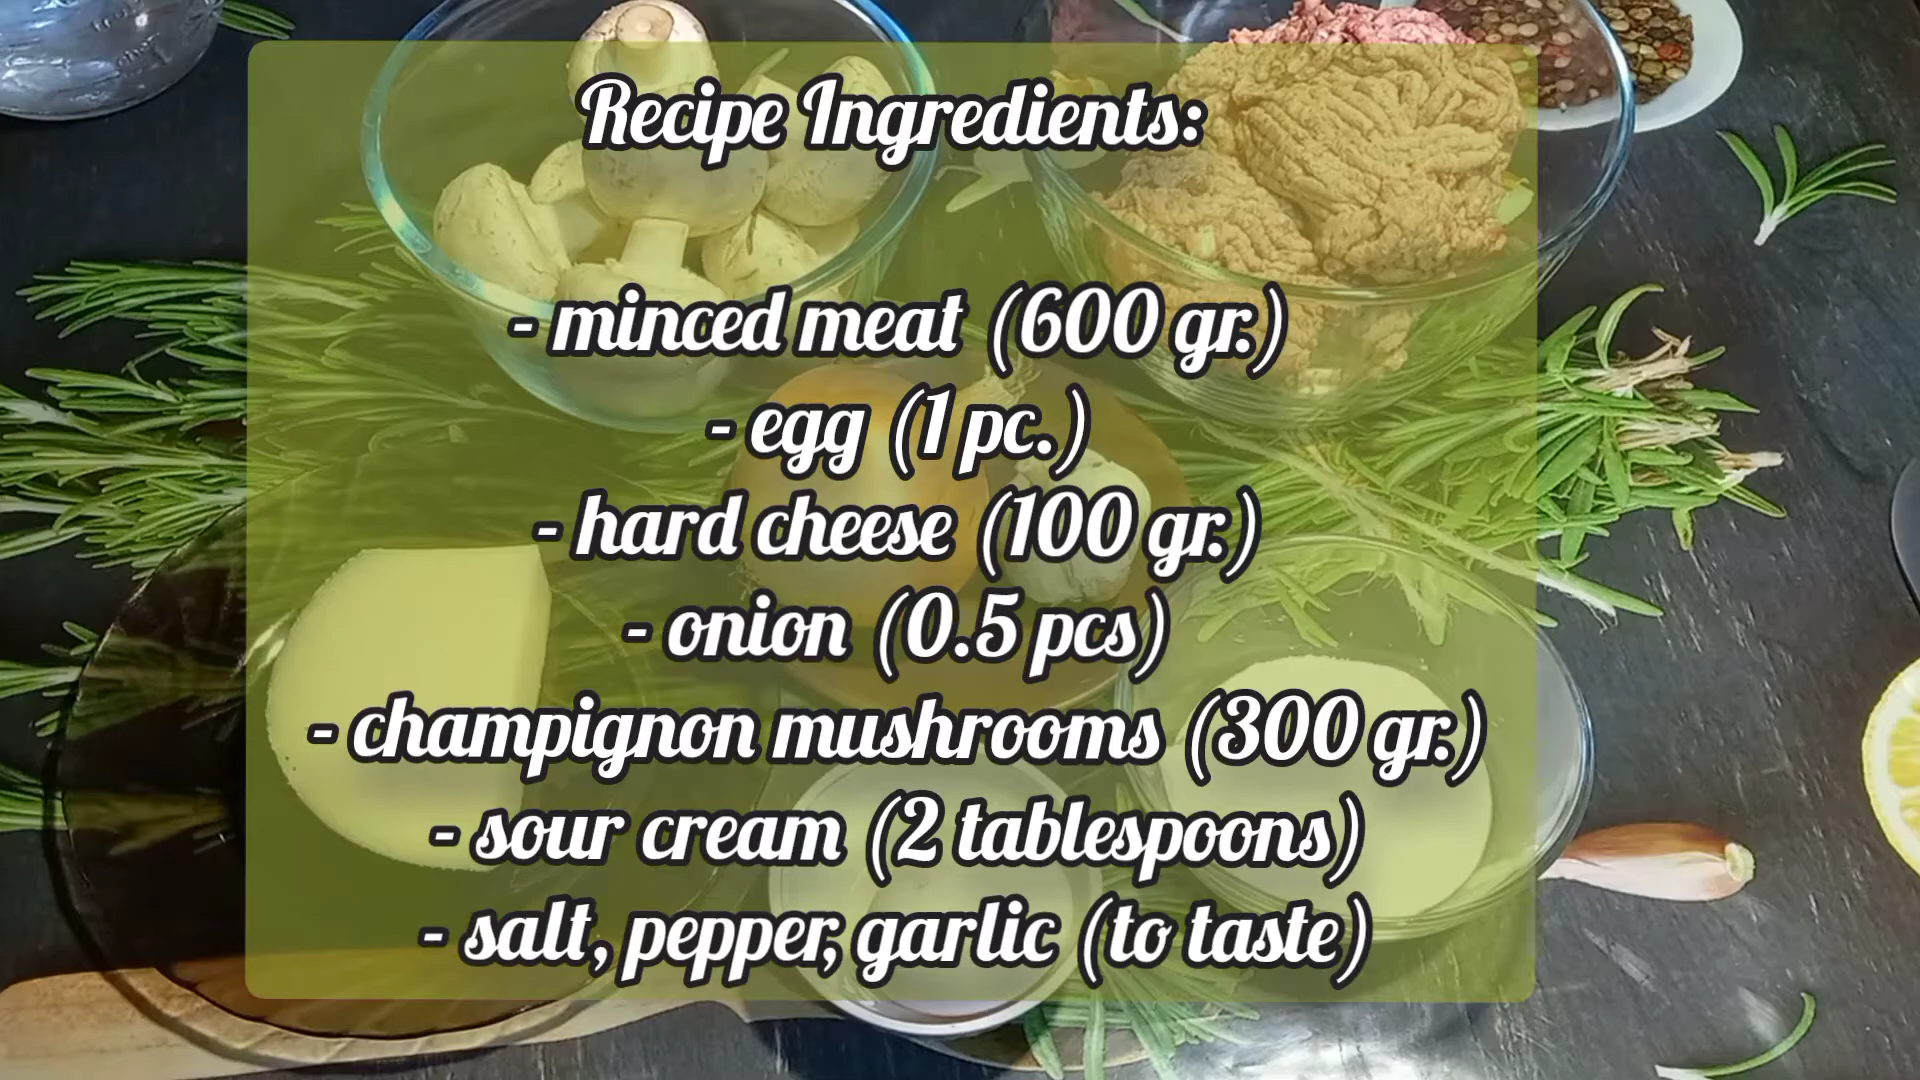 Recipe Ingredients:
- minced meat (600 gr.)
- egg (1 pc.)
- hard cheese (100 gr.)
- onion (0.5 pcs)
- champignon mushrooms (300 gr.)
- sour cream (2 tablespoons)
- salt, pepper, garlic (to taste)